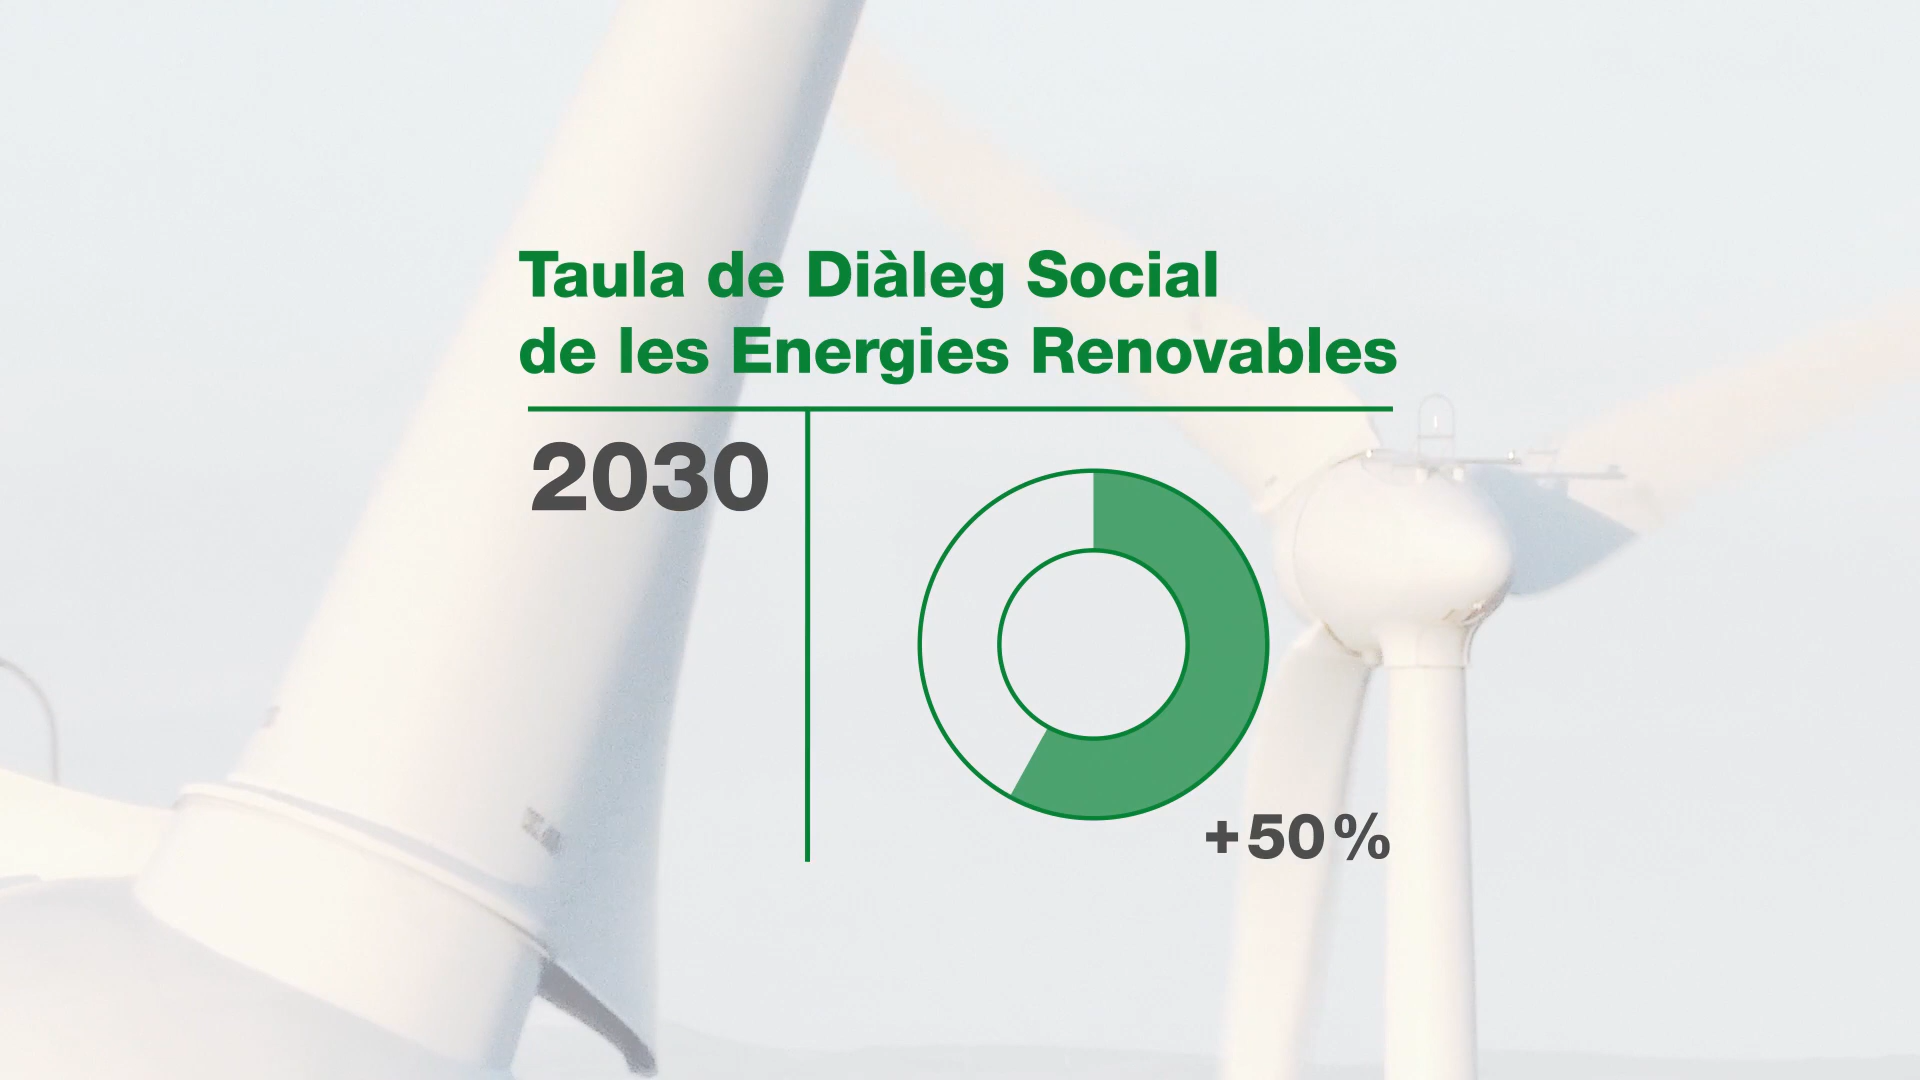 Taula de Diàleg Social
de les Energies Renovables
2030
+50%